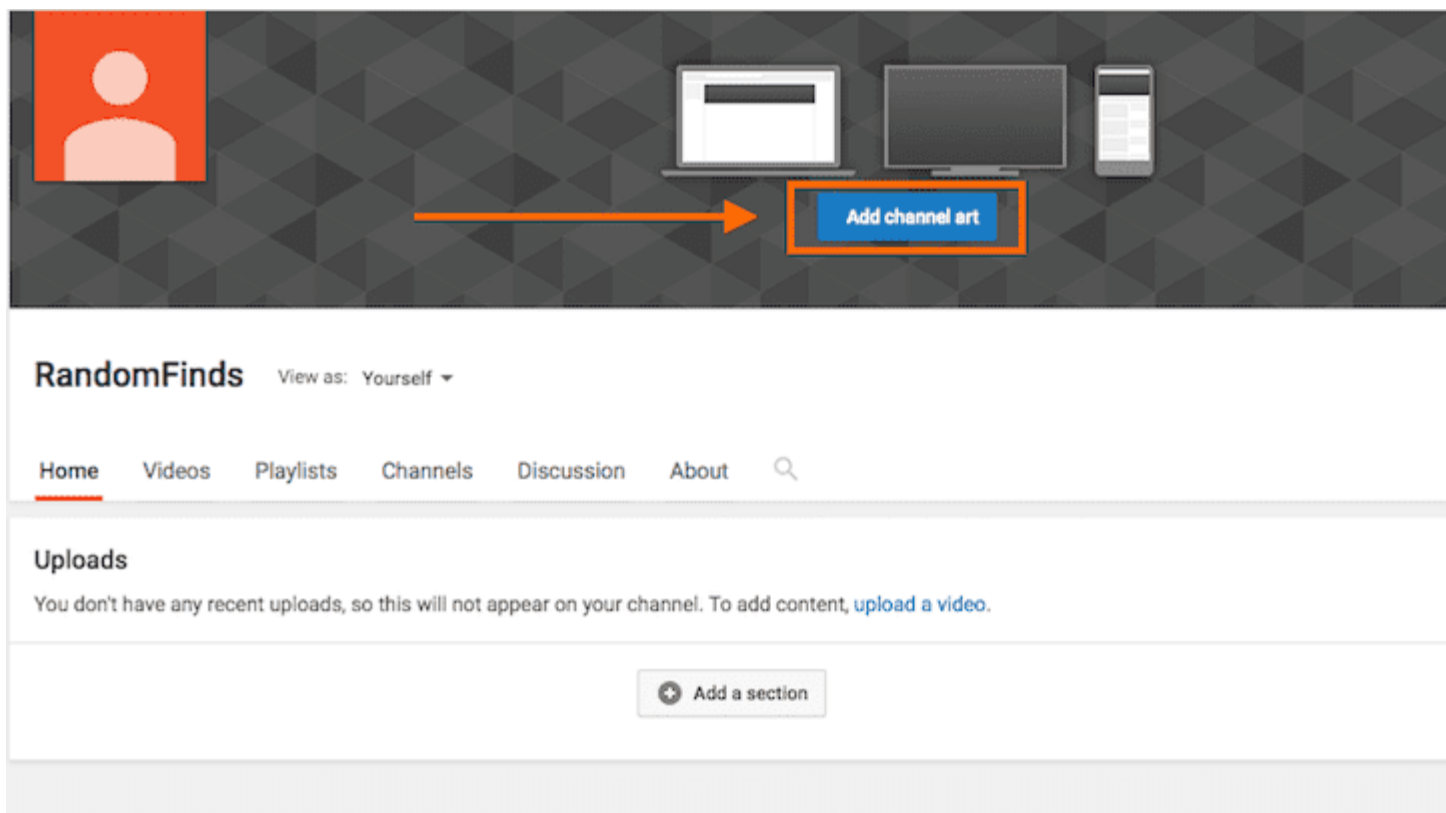 Add channel art
RandomFinds View as: Yourself
Home Videos Playlists Channels Discussion About
Uploads
You don't have any recent uploads, so this will not appear on your channel. To add content, upload a video.
Add a section